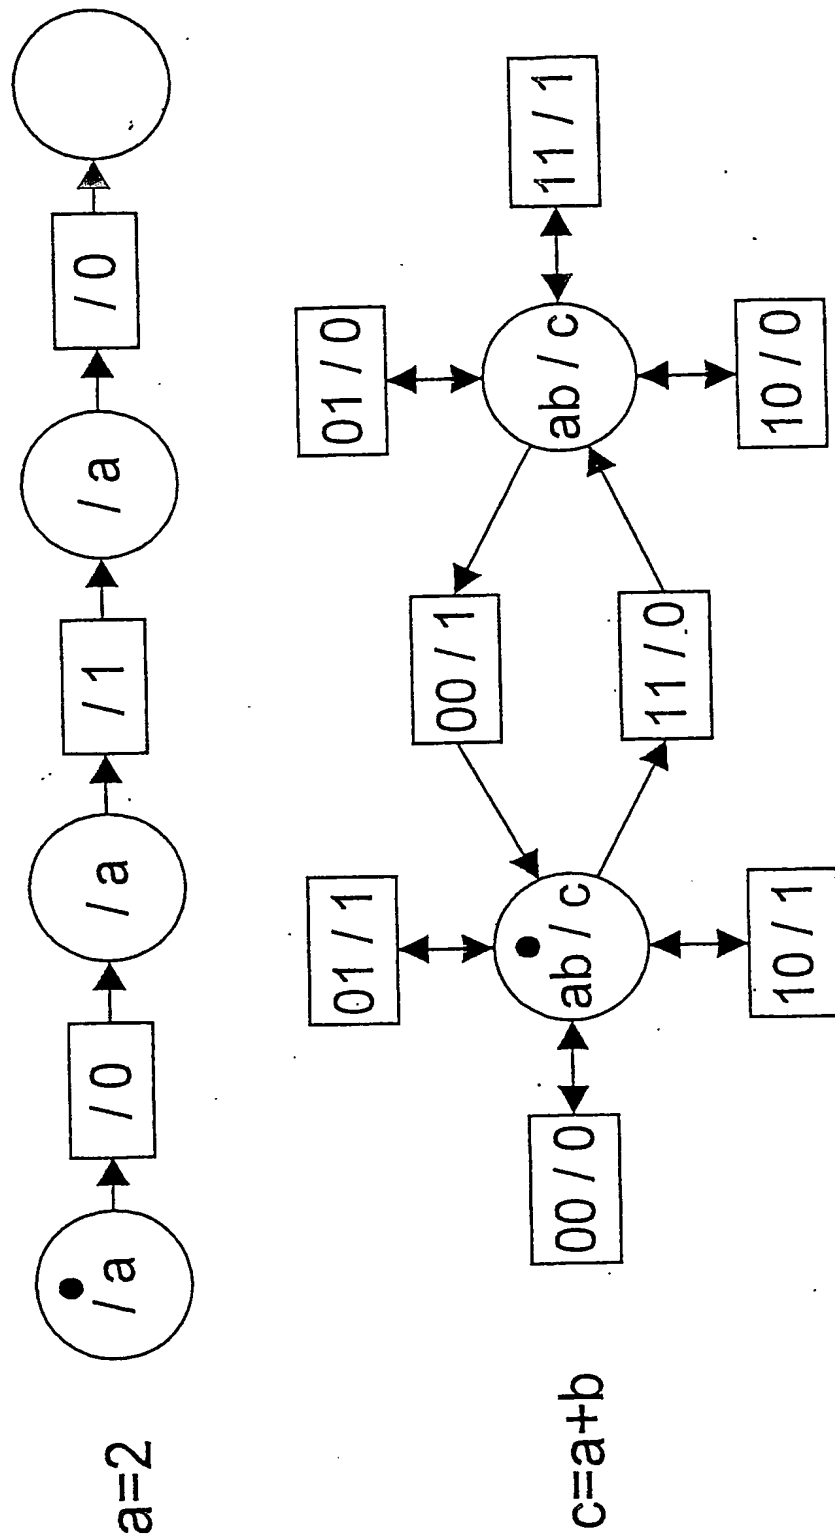 a=2
/ a
/ 0
/ a
/ 1
/ a
/ 0
c=a+b
00 / 0
01 / 1
ab / c
10 / 1
00 / 1
11 / 0
01 / 0
ab / c
10 / 0
11 / 1